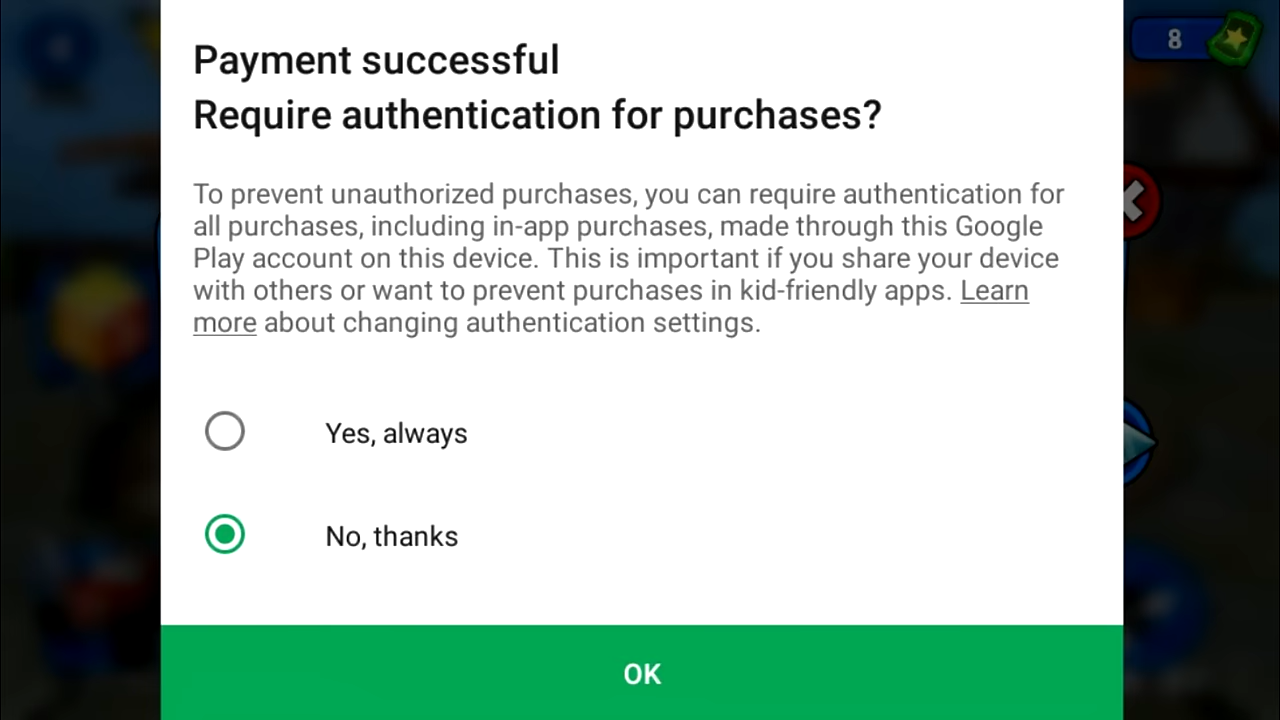 Payment successful
8
Require authentication for purchases?
To prevent unauthorized purchases, you can require authentication for
all purchases, including in-app purchases, made through this Google
Play account on this device. This is important if you share your device
with others or want to prevent purchases in kid-friendly apps. Learn
more about changing authentication settings.
Yes, always
No, thanks
OK